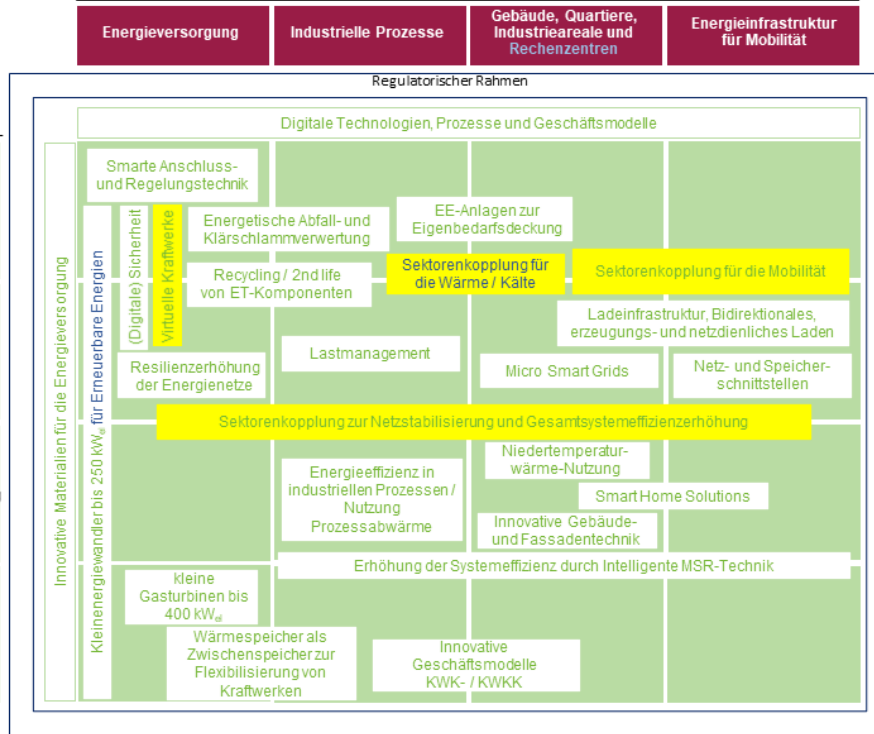 Energieversorgung
Industrielle Prozesse
Gebäude, Quartiere,
Industrieareale und
Rechenzentren
Energieinfrastruktur
für Mobilität
Regulatorischer Rahmen
Digitale Technologien, Prozesse und Geschäftsmodelle
Innovative Materialien für die Energieversorgung
Kleinenergiewandler bis 250 kWel für Erneuerbare Energien
Smarte Anschluss-
und Regelungstechnik
(Digitale) Sicherheit
Virtuelle Kraftwerke
Energetische Abfall- und
Klärschlammverwertung
EE-Anlagen zur
Eigenbedarfsdeckung
Recycling / 2nd life
von ET-Komponenten
Sektorenkopplung für
die Wärme / Kälte
Sektorenkopplung für die Mobilität
Ladeinfrastruktur, Bidirektionales,
erzeugungs- und netzdienliches Laden
Resilienzerhöhung
der Energienetze
Lastmanagement
Micro Smart Grids
Netz- und Speicher-
schnittstellen
Sektorenkopplung zur Netzstabilisierung und Gesamtsystemeffizienzerhöhung
Energieeffizienz in
industriellen Prozessen /
Nutzung
Prozessabwärme
Niedertemperatur-
wärme-Nutzung
Smart Home Solutions
Innovative Gebäude-
und Fassadentechnik
Erhöhung der Systemeffizienz durch Intelligente MSR-Technik
kleine
Gasturbinen bis
400 kWel
Wärmespeicher als
Zwischenspeicher zur
Flexibilisierung von
Kraftwerken
Innovative
Geschäftsmodelle
KWK- / KWKK